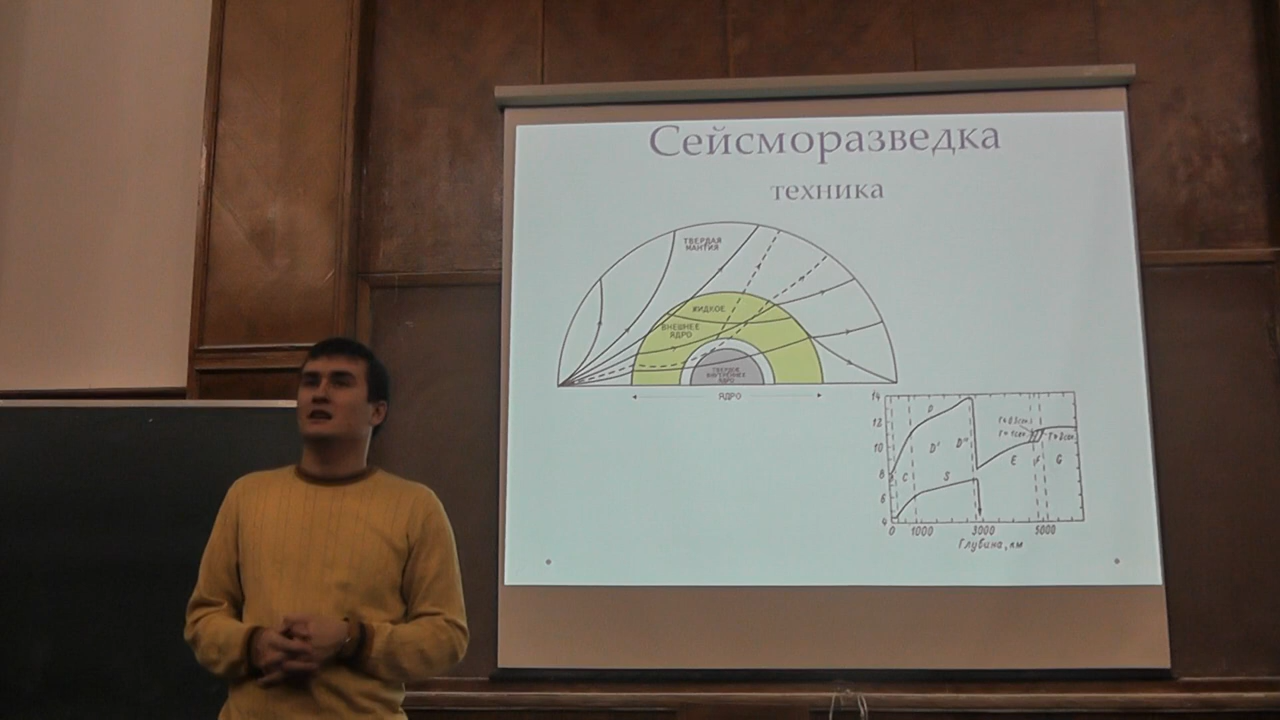 Сейсморазведка
техника
ТВЕРДАЯ
МАНТИЯ
ЖИДКОЕ
ВНЕШНЕЕ
ЯДРО
ТВЕРДОЕ
ВНУТРЕННЕЕ
ЯДРО
ЯДРО
14
12
10
8
6
4
P
D'
D"
C
S
E
F
G
0 1000 3000 5000
Глубина, км